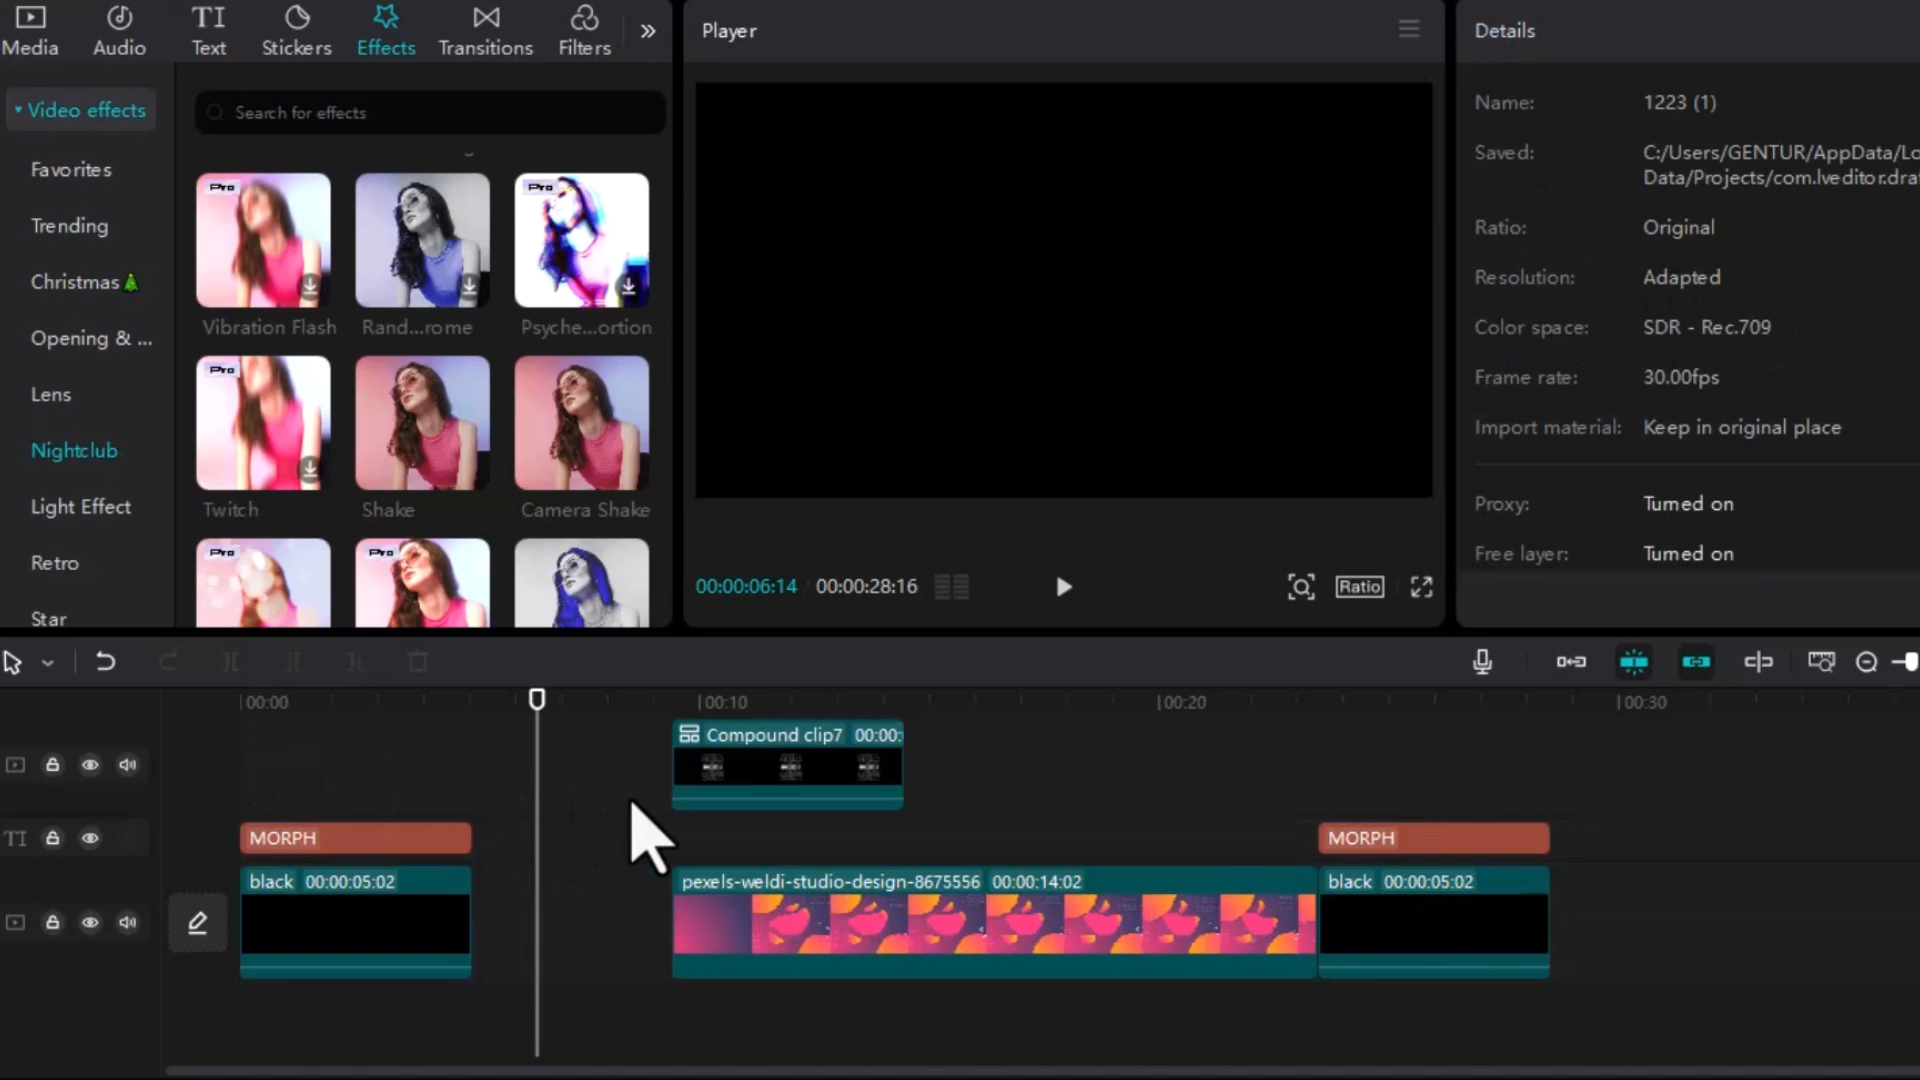 Media
Audio
TI
Text
Stickers
Effects
Transitions
Filters
»
Player
Details
Video effects
Search for effects
Favorites
Trending
Christmas🎄
Opening & ...
Lens
Nightclub
Light Effect
Retro
Star
Pro
Pro
Vibration Flash
Rand...rome
Psyche...ortion
Pro
Twitch
Shake
Camera Shake
Pro
Pro
00:00:06:14 / 00:00:28:16
Ratio
Name: 1223 (1)
Saved: C:/Users/GENTUR/AppData/Lo
Data/Projects/com.lveditor.draf
Ratio: Original
Resolution: Adapted
Color space: SDR - Rec.709
Frame rate: 30.00fps
Import material: Keep in original place
Proxy: Turned on
Free layer: Turned on
00:00
00:10
00:20
00:30
Compound clip7 00:00:
TI
MORPH
MORPH
black 00:00:05:02
pexels-weldi-studio-design-8675556 00:00:14:02
black 00:00:05:02